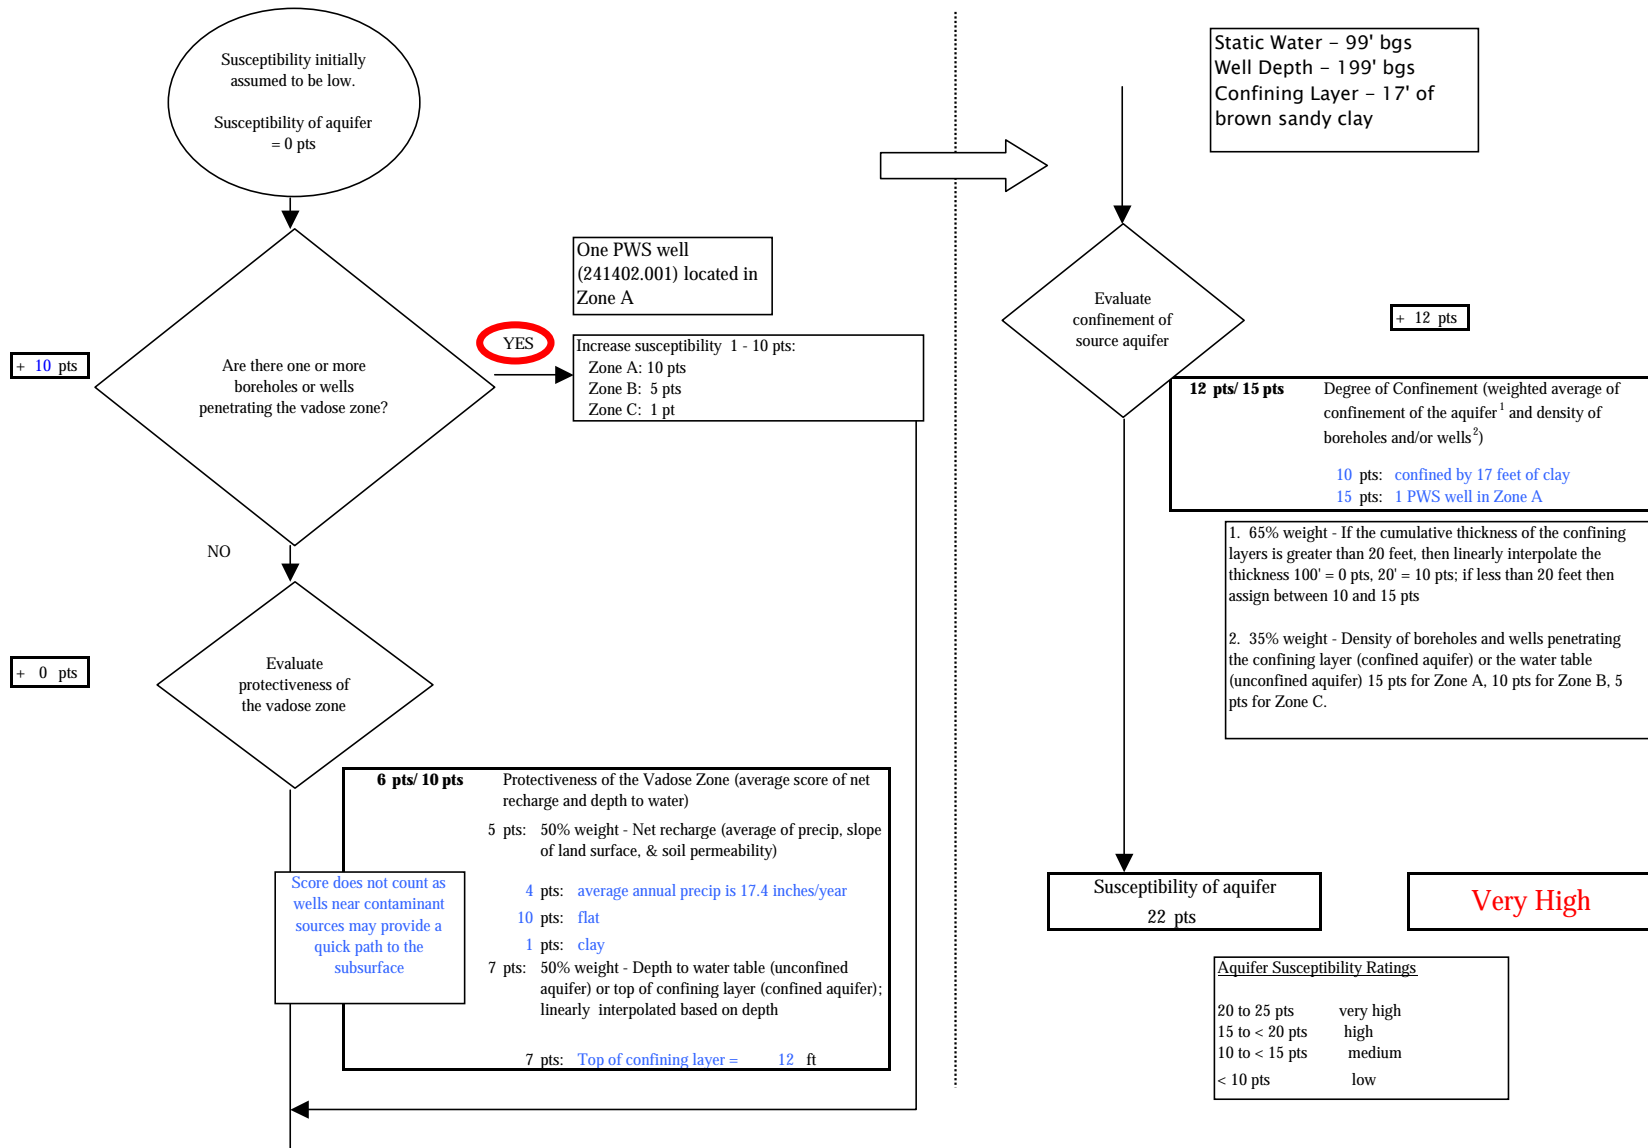 Susceptibility initially
assumed to be low.
Susceptibility of aquifer
= 0 pts
+ 10 pts
Are there one or more
boreholes or wells
penetrating the vadose zone?
YES
One PWS well
(241402.001) located in
Zone A
Increase susceptibility 1 - 10 pts:
Zone A: 10 pts
Zone B: 5 pts
Zone C: 1 pt
NO
+ 0 pts
Evaluate
protectiveness of
the vadose zone
6 pts/ 10 pts Protectiveness of the Vadose Zone (average score of net
recharge and depth to water)
5 pts: 50% weight - Net recharge (average of precip, slope
of land surface, & soil permeability)
4 pts: average annual precip is 17.4 inches/year
10 pts: flat
1 pts: clay
7 pts: 50% weight - Depth to water table (unconfined
aquifer) or top of confining layer (confined aquifer);
linearly interpolated based on depth
7 pts: Top of confining layer = 12 ft
Score does not count as
wells near contaminant
sources may provide a
quick path to the
subsurface
Static Water - 99' bgs
Well Depth - 199' bgs
Confining Layer - 17' of
brown sandy clay
Evaluate
confinement of
source aquifer
+ 12 pts
12 pts/ 15 pts Degree of Confinement (weighted average of
confinement of the aquifer1 and density of
boreholes and/or wells2)
10 pts: confined by 17 feet of clay
15 pts: 1 PWS well in Zone A
1. 65% weight - If the cumulative thickness of the confining
layers is greater than 20 feet, then linearly interpolate the
thickness 100' = 0 pts, 20' = 10 pts; if less than 20 feet then
assign between 10 and 15 pts
2. 35% weight - Density of boreholes and wells penetrating
the confining layer (confined aquifer) or the water table
(unconfined aquifer) 15 pts for Zone A, 10 pts for Zone B, 5
pts for Zone C.
Susceptibility of aquifer
22 pts
Very High
Aquifer Susceptibility Ratings
20 to 25 pts very high
15 to < 20 pts high
10 to < 15 pts medium
< 10 pts low